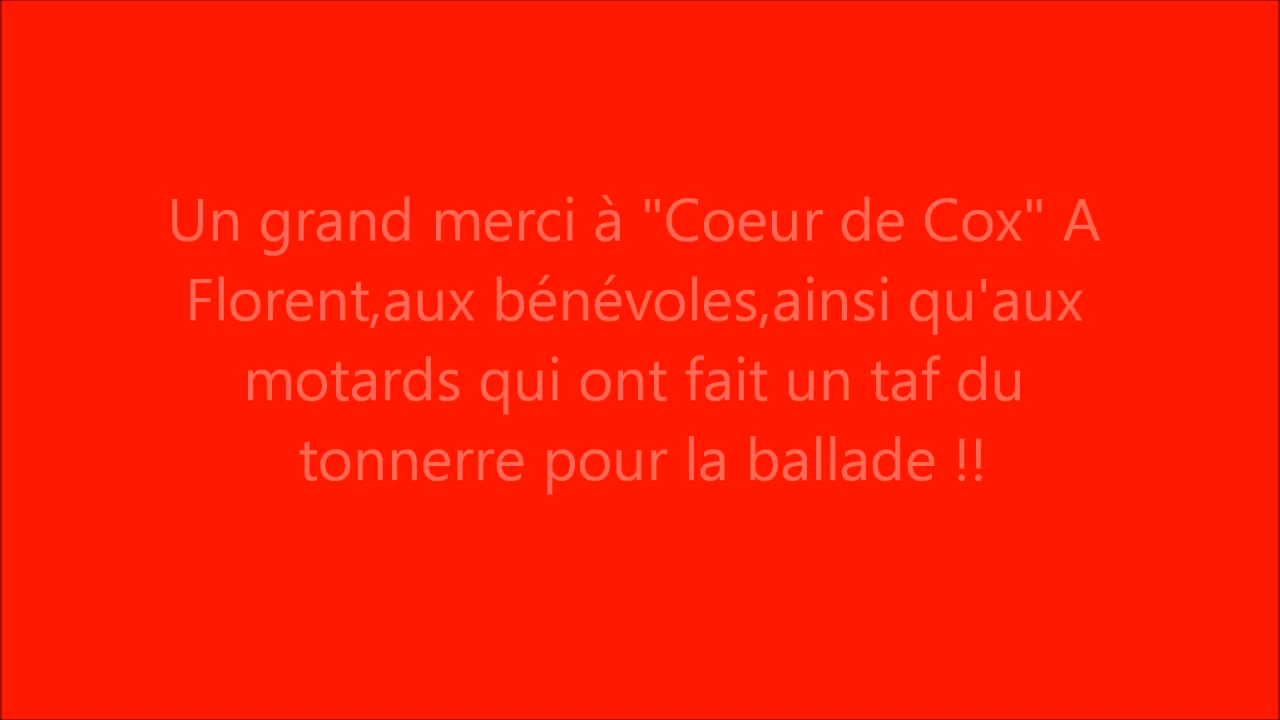 Un grand merci à "Coeur de Cox" A
Florent,aux bénévoles,ainsi qu'aux
motards qui ont fait un taf du
tonnerre pour la ballade !!